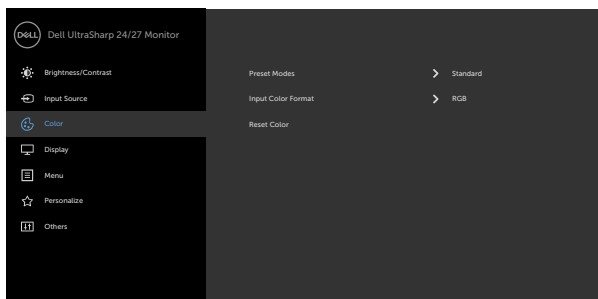 DELL Dell UltraSharp 24/27 Monitor
Brightness/Contrast
Preset Modes Standard
Input Source
Input Color Format RGB
Color
Reset Color
Display
Menu
Personalize
Others